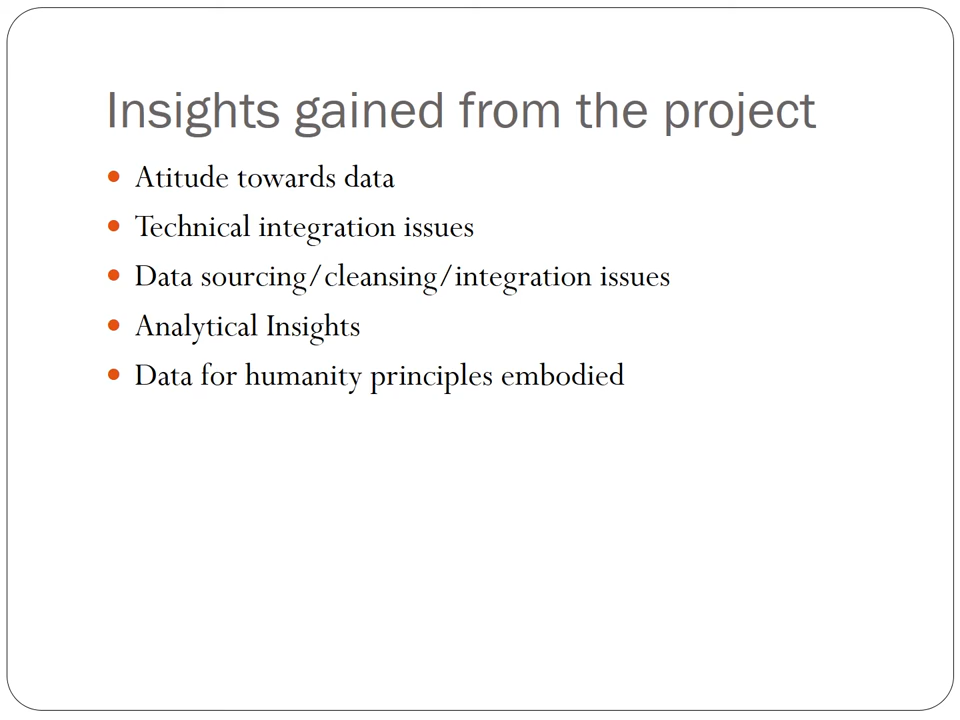 Insights gained from the project
Atitude towards data
Technical integration issues
Data sourcing/cleansing/integration issues
Analytical Insights
Data for humanity principles embodied